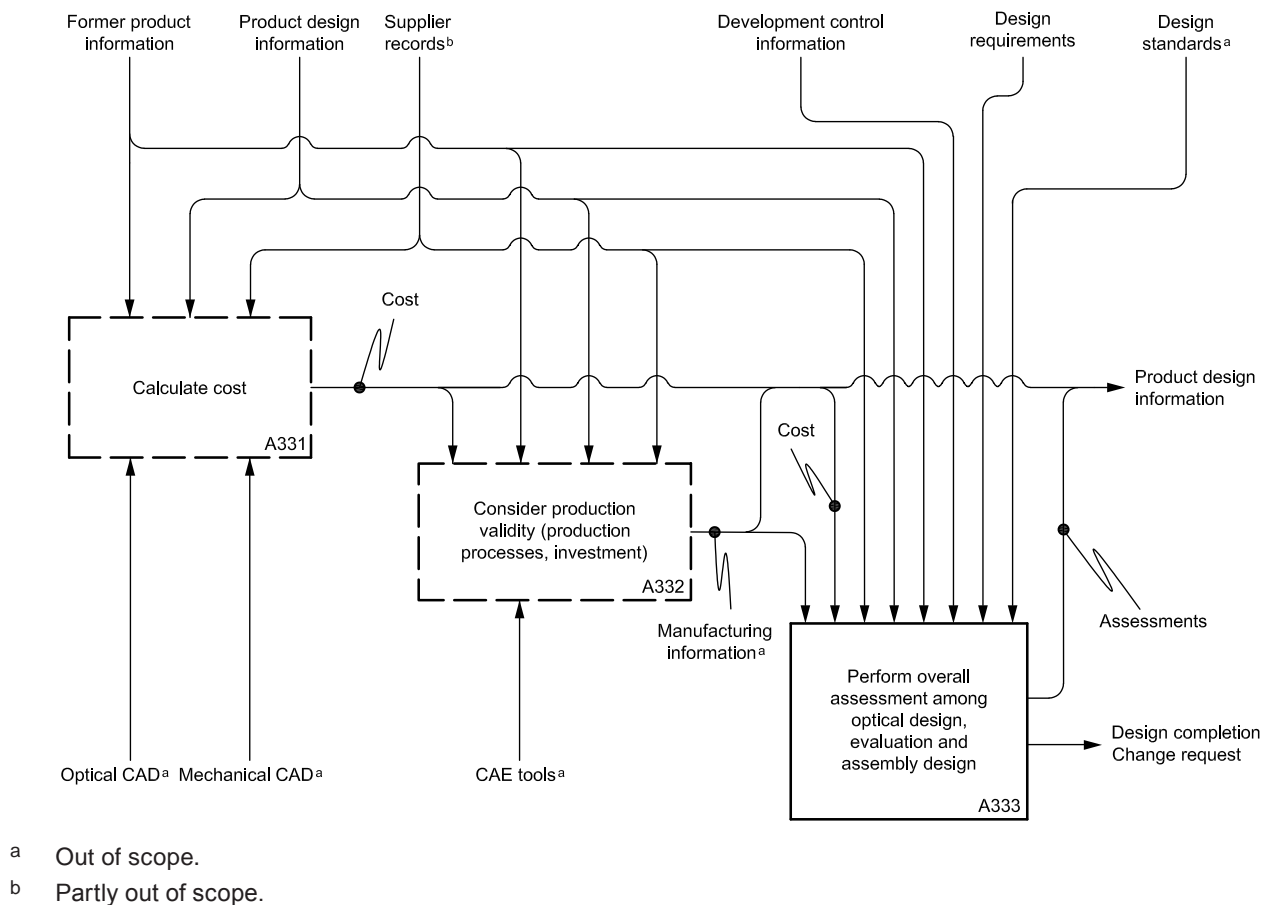 Former product
information
Product design
information
Supplier
recordsᵇ
Development control
information
Design
requirements
Design
standardsᵃ
Cost
Calculate cost
A331
Product design
information
Cost
Consider production
validity (production
processes, investment)
A332
Manufacturing
informationᵃ
Assessments
Perform overall
assessment among
optical design,
evaluation and
assembly design
A333
Design completion
Change request
Optical CADᵃ
Mechanical CADᵃ
CAE toolsᵃ
ᵃ Out of scope.
ᵇ Partly out of scope.